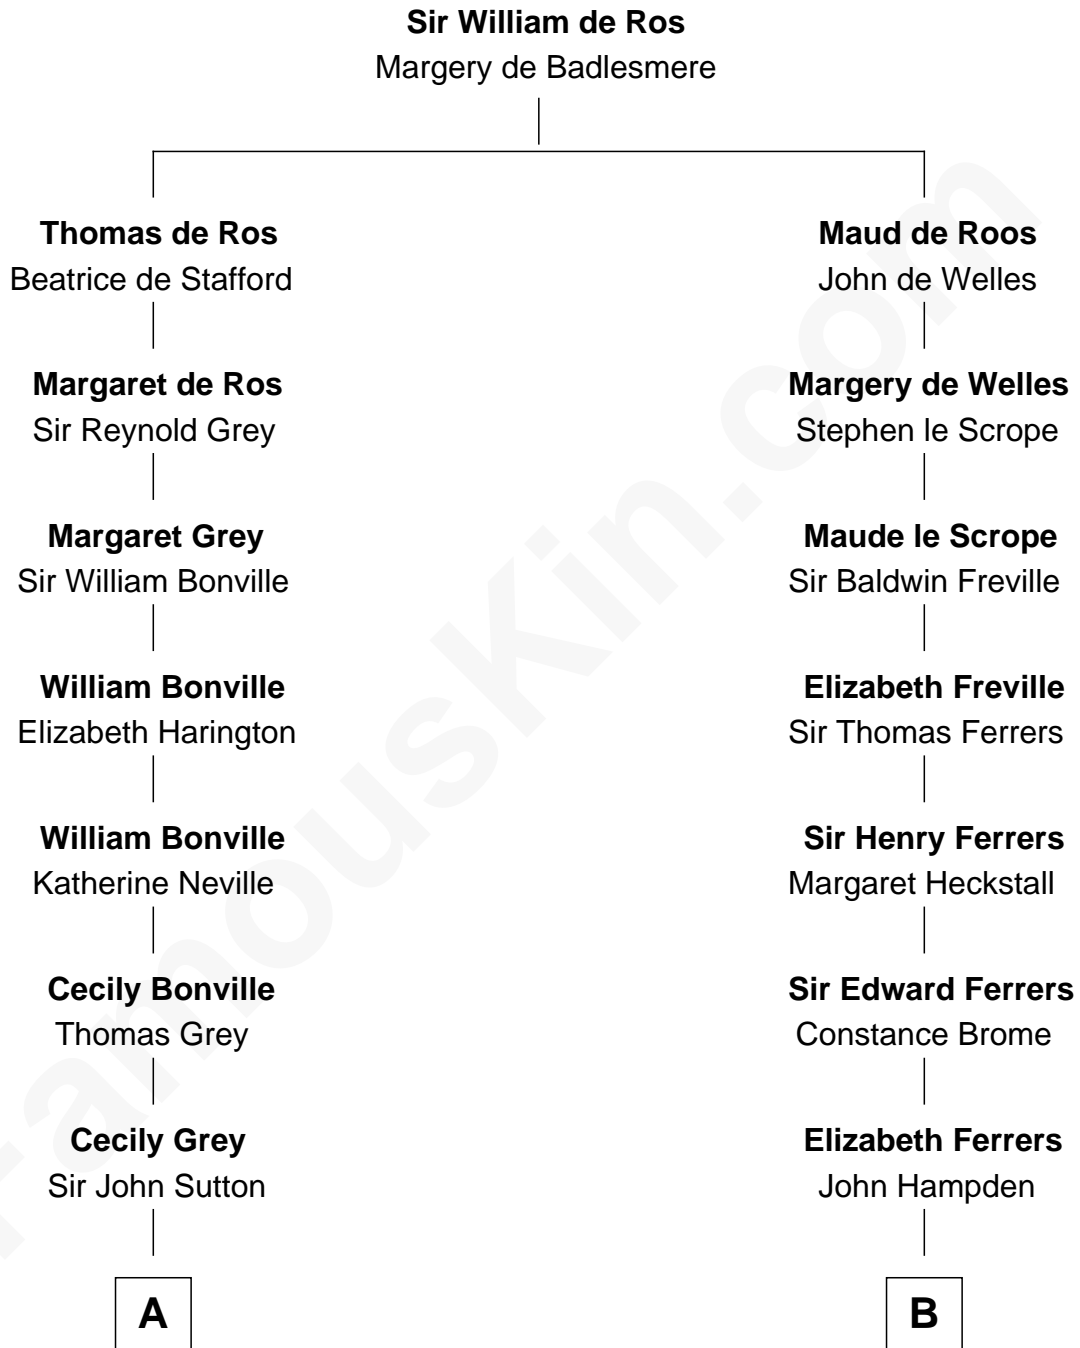 Sir William de Ros
Margery de Badlesmere
Thomas de Ros
Beatrice de Stafford
Maud de Roos
John de Welles
Margaret de Ros
Sir Reynold Grey
Margery de Welles
Stephen le Scrope
Margaret Grey
Sir William Bonville
Maude le Scrope
Sir Baldwin Freville
William Bonville
Elizabeth Harington
Elizabeth Freville
Sir Thomas Ferrers
William Bonville
Katherine Neville
Sir Henry Ferrers
Margaret Heckstall
Cecily Bonville
Thomas Grey
Sir Edward Ferrers
Constance Brome
Cecily Grey
Sir John Sutton
Elizabeth Ferrers
John Hampden
A
B
FamousKin.com